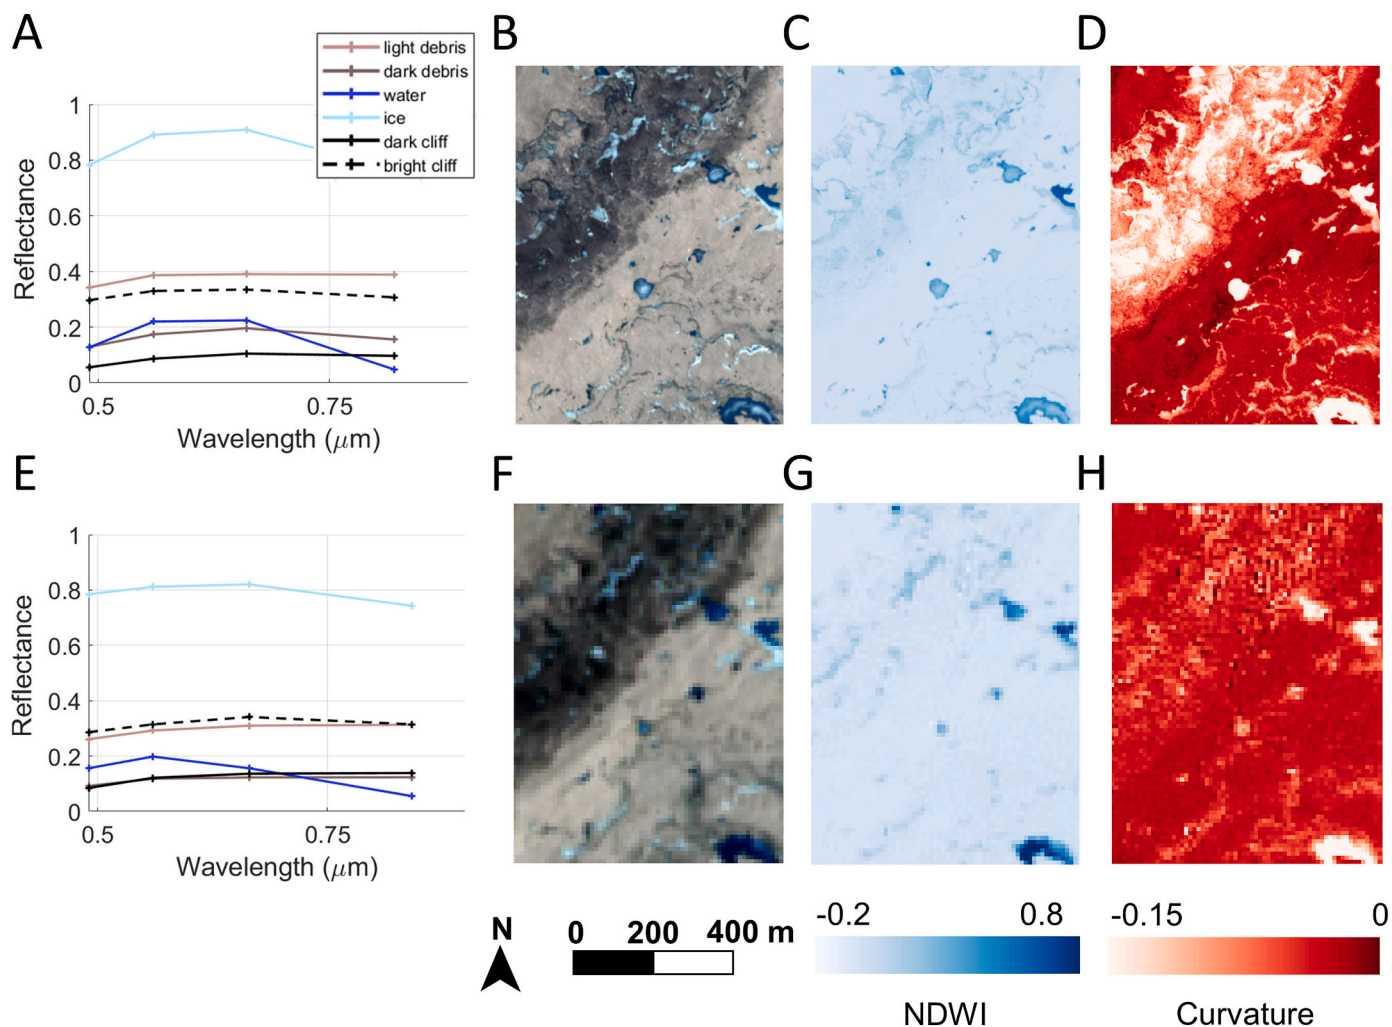 A
B
C
D
light debris
dark debris
water
ice
dark cliff
bright cliff
1
0.8
0.6
0.4
0.2
0
Reflectance
0.5
0.75
Wavelength (μm)
E
F
G
H
1
0.8
0.6
0.4
0.2
0
Reflectance
0.5
0.75
Wavelength (μm)
N
0 200 400 m
-0.2 0.8
NDWI
-0.15 0
Curvature